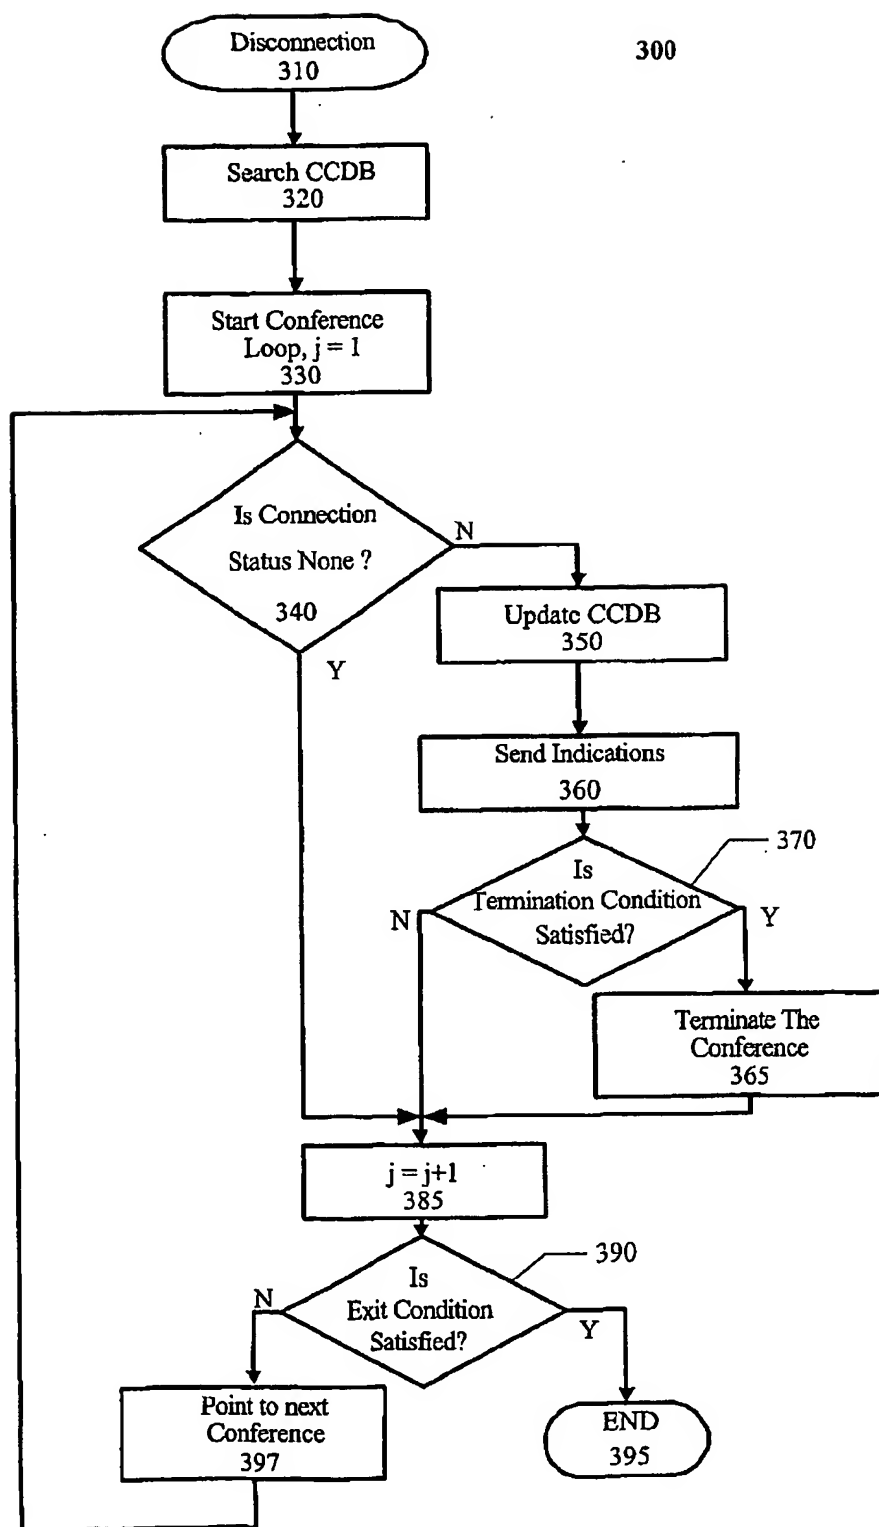 Disconnection
310
300
Search CCDB
320
Start Conference
Loop, j = 1
330
Is Connection
Status None ?
340
N
Y
Update CCDB
350
Send Indications
360
370
Is
Termination Condition
Satisfied?
N
Y
Terminate The
Conference
365
j = j+1
385
390
Is
Exit Condition
Satisfied?
N
Y
Point to next
Conference
397
END
395